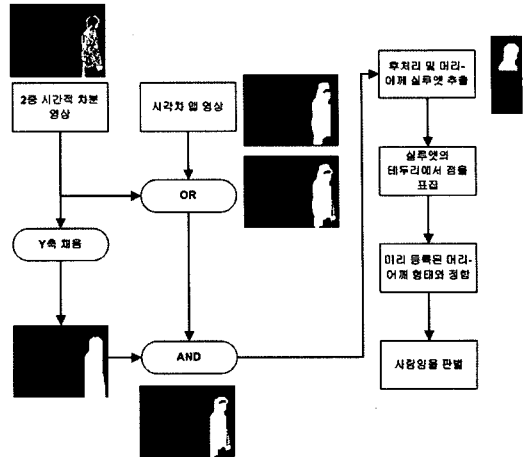 2중 시간적 차분
영상
시각차 맵 영상
OR
Y축 채움
AND
후처리 및 머리-
어깨 실루엣 추출
실루엣의
테두리에서 점을
표집
미리 등록된 머리-
어깨 형태와 정합
사람임을 판별